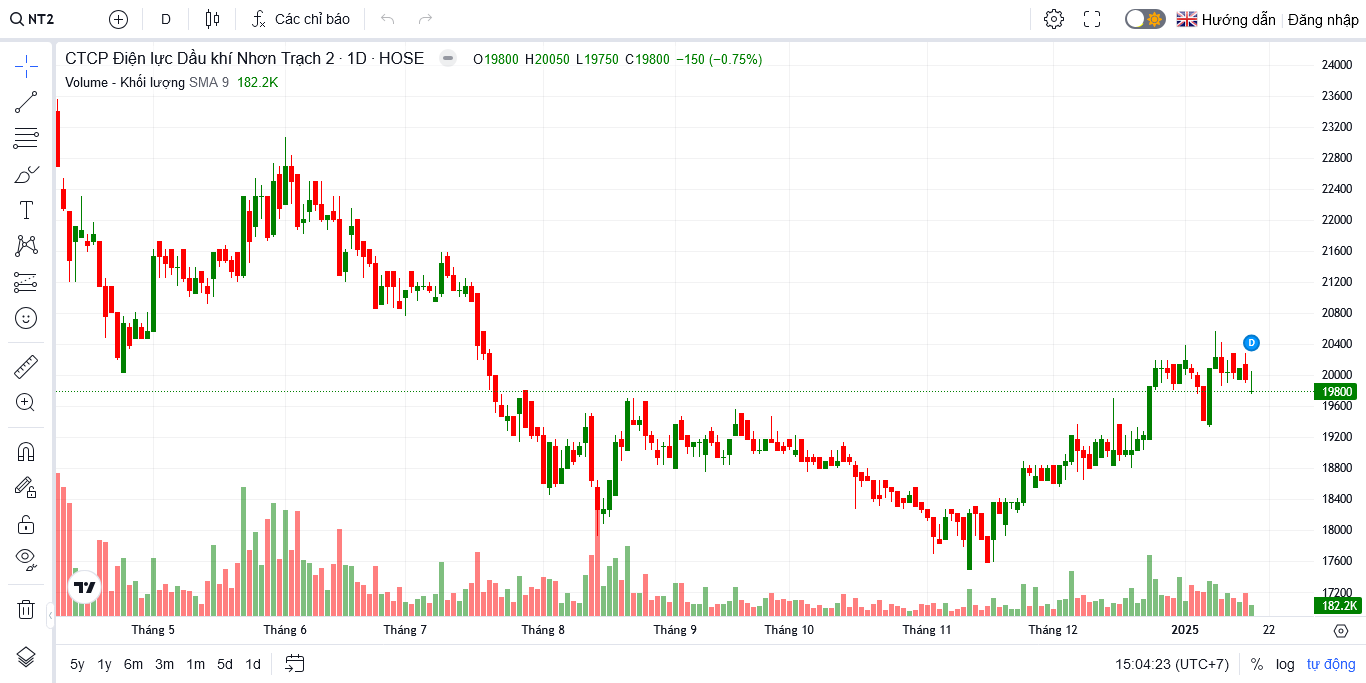 NT2 D Các chỉ báo Hướng dẫn Đăng nhập
CTCP Điện lực Dầu khí Nhơn Trạch 2 · 1D · HOSE O19800 H20050 L19750 C19800 −150 (−0.75%)
Volume - Khối lượng SMA 9 182.2K
24000
23600
23200
22800
22400
22000
21600
21200
20800
20400
D
20000
19800
19600
19200
18800
18400
18000
17600
17200
182.2K
Tháng 5 Tháng 6 Tháng 7 Tháng 8 Tháng 9 Tháng 10 Tháng 11 Tháng 12 2025 22
5y 1y 6m 3m 1m 5d 1d 15:04:23 (UTC+7) % log tự động